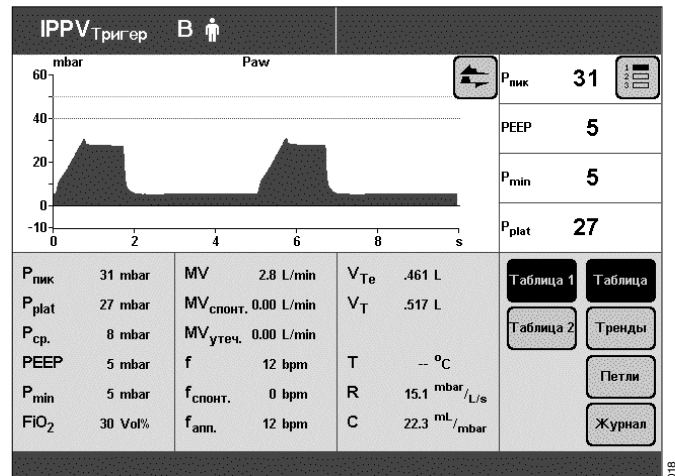 IPPVТригер В
mbar Paw
60
40
20
0
-10
0 2 4 6 8 s
Pпик 31
1
2
3
PEEP 5
Pmin 5
Pplat 27
Pпик 31 mbar
Pplat 27 mbar
Pср. 8 mbar
PEEP 5 mbar
Pmin 5 mbar
FiO2 30 Vol%
MV 2.8 L/min
MVспонт. 0.00 L/min
MVутеч. 0.00 L/min
f 12 bpm
fспонт. 0 bpm
fапп. 12 bpm
VTe .461 L
VT .517 L
T -- °C
R 15.1 mbar/L/s
C 22.3 mL/mbar
Таблица 1 Таблица
Таблица 2 Тренды
Петли
Журнал
018